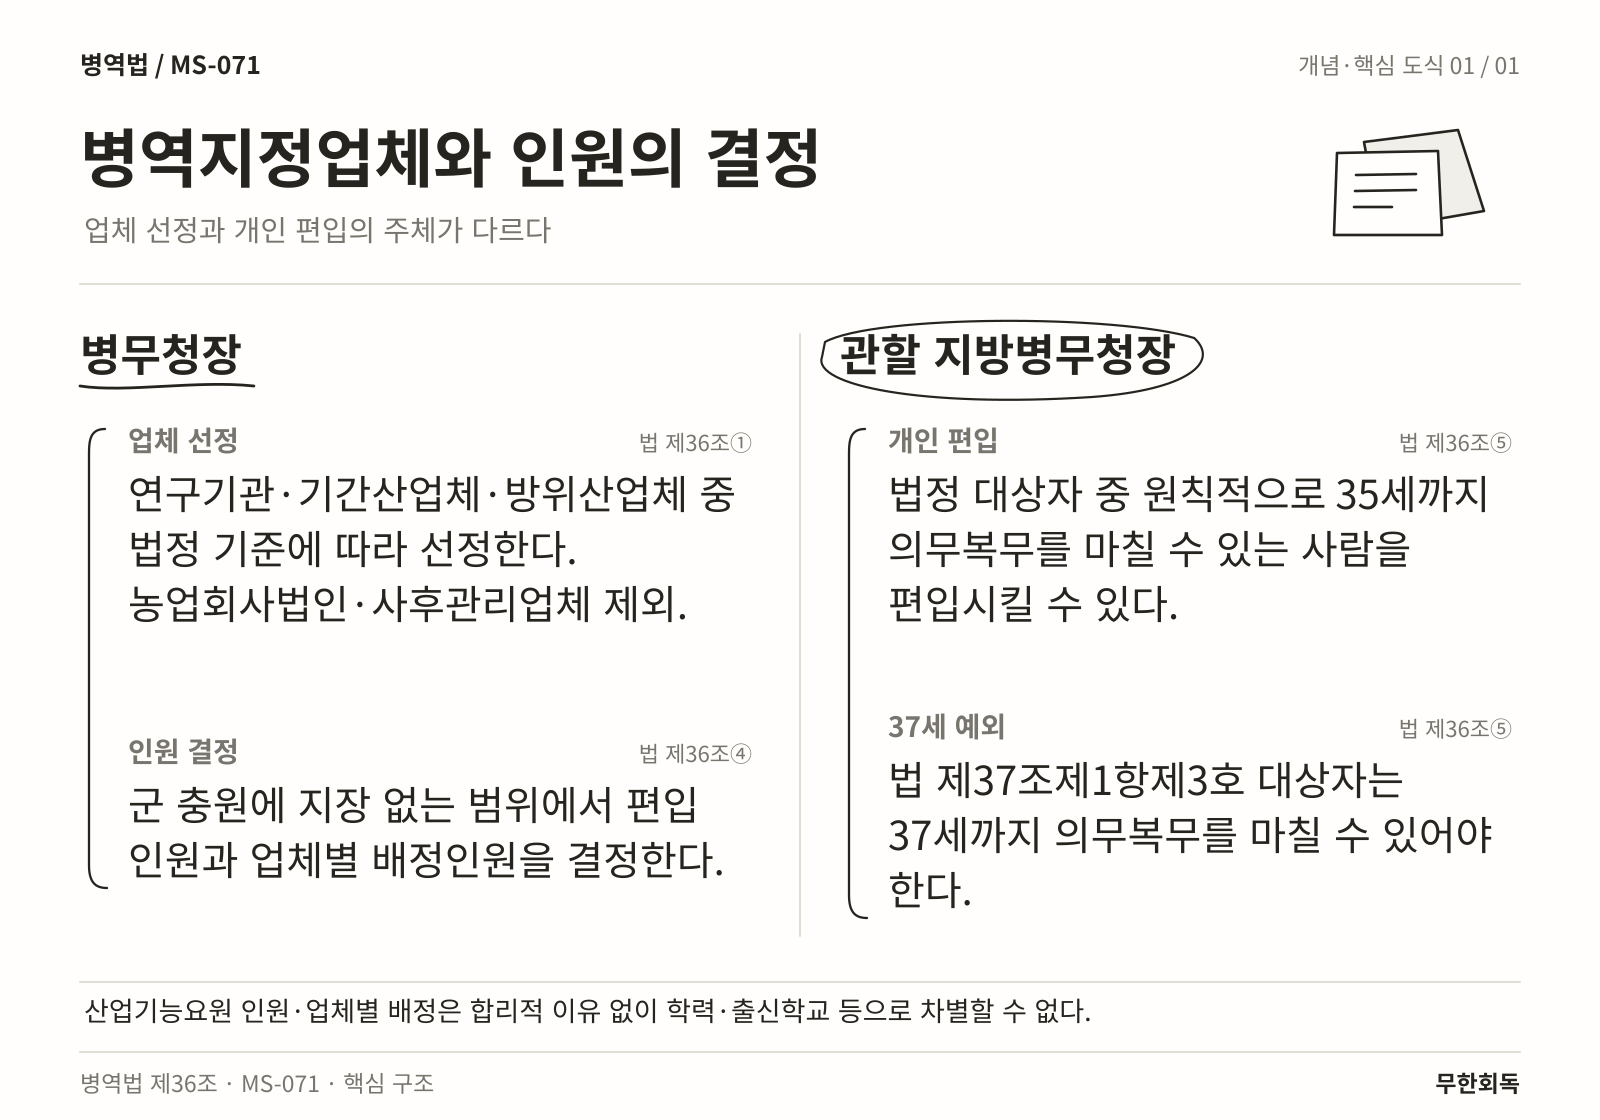 병역법 / MS-071
개념·핵심 도식 01 / 01
병역지정업체와 인원의 결정
업체 선정과 개인 편입의 주체가 다르다
병무청장
업체 선정
법 제36조①
연구기관·기간산업체·방위산업체 중
법정 기준에 따라 선정한다.
농업회사법인·사후관리업체 제외.
인원 결정
법 제36조④
군 충원에 지장 없는 범위에서 편입
인원과 업체별 배정인원을 결정한다.
관할 지방병무청장
개인 편입
법 제36조⑤
법정 대상자 중 원칙적으로 35세까지
의무복무를 마칠 수 있는 사람을
편입시킬 수 있다.
37세 예외
법 제36조⑤
법 제37조제1항제3호 대상자는
37세까지 의무복무를 마칠 수 있어야
한다.
산업기능요원 인원·업체별 배정은 합리적 이유 없이 학력·출신학교 등으로 차별할 수 없다.
병역법 제36조 · MS-071 · 핵심 구조
무한회독